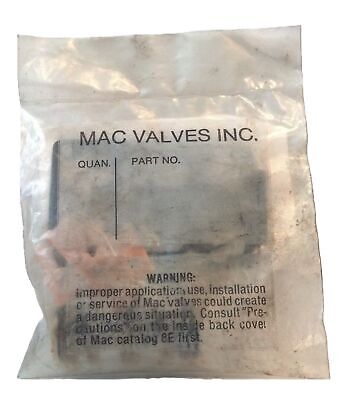 MAC VALVES INC.
QUAN. PART NO.
WARNING:
Improper application, use, installation
or service of Mac valves could create
a dangerous situation. Consult "Pre-
cautions" on the inside back cover
of Mac catalog 8E first.